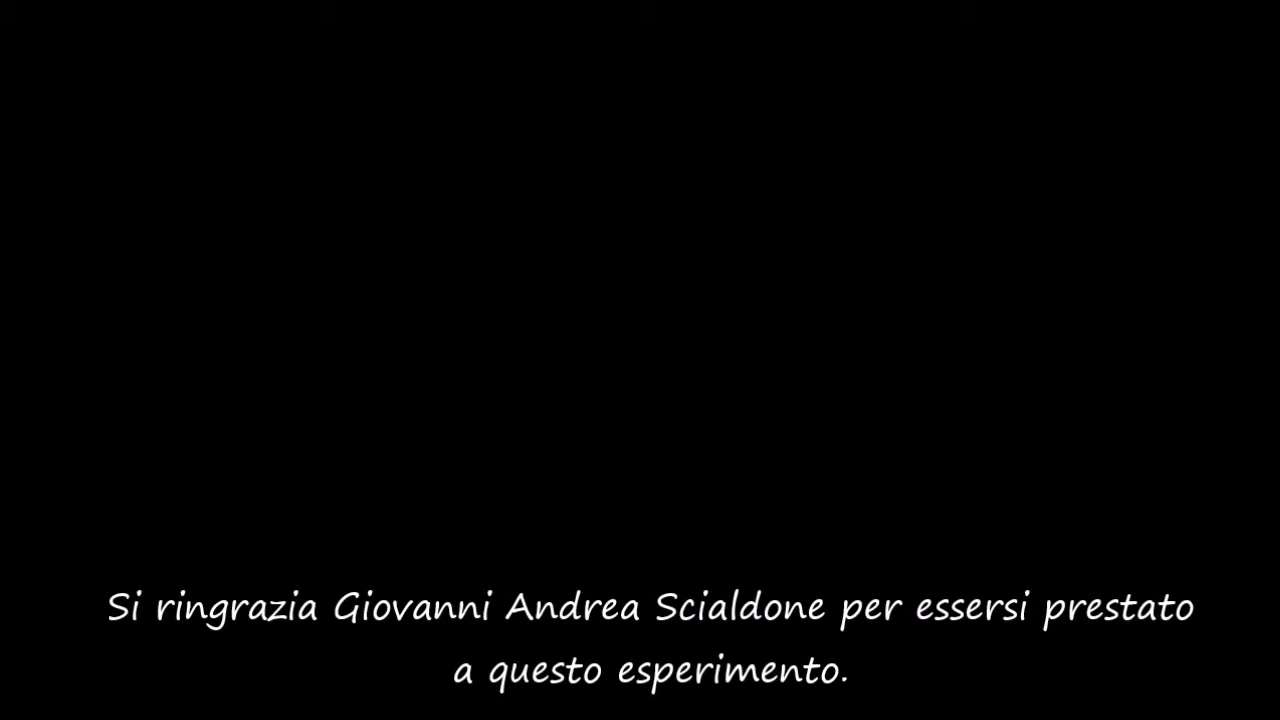 Si ringrazia Giovanni Andrea Scialdone per essersi prestato
a questo esperimento.